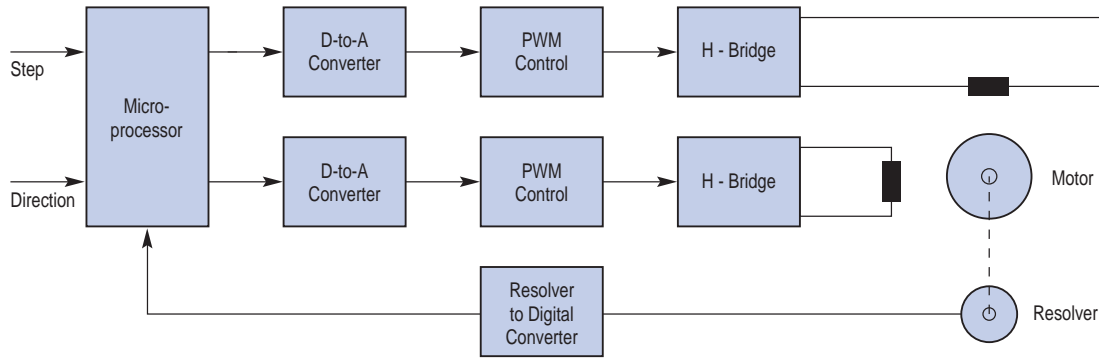 Step
Direction
Micro-
processor
D-to-A
Converter
PWM
Control
H - Bridge
D-to-A
Converter
PWM
Control
H - Bridge
Motor
Resolver
to Digital
Converter
Resolver